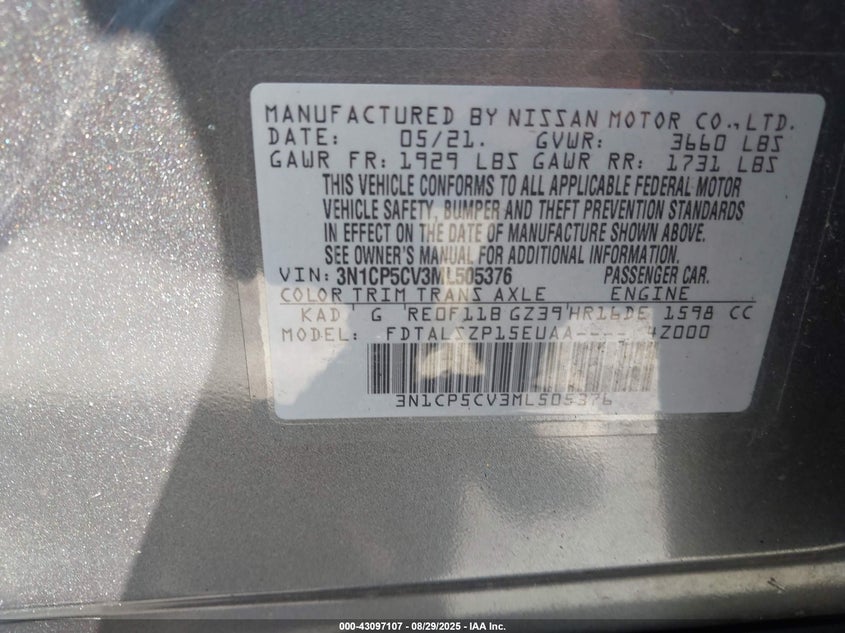 MANUFACTURED BY NISSAN MOTOR CO., LTD.
DATE: 05/21. GVWR: 3660 LBS
GAWR FR: 1929 LBS GAWR RR: 1731 LBS
THIS VEHICLE CONFORMS TO ALL APPLICABLE FEDERAL MOTOR
VEHICLE SAFETY, BUMPER AND THEFT PREVENTION STANDARDS
IN EFFECT ON THE DATE OF MANUFACTURE SHOWN ABOVE.
SEE OWNER'S MANUAL FOR ADDITIONAL INFORMATION.
VIN: 3N1CP5CV3ML505376 PASSENGER CAR.
COLOR TRIM TRANS AXLE ENGINE
KAD G RE0F11B GZ39 HR16DE 1598 CC
MODEL: FDTALSZP15EUAA---- 4Z000
3N1CP5CV3ML505376
000-43097107 - 08/29/2025 - IAA Inc.